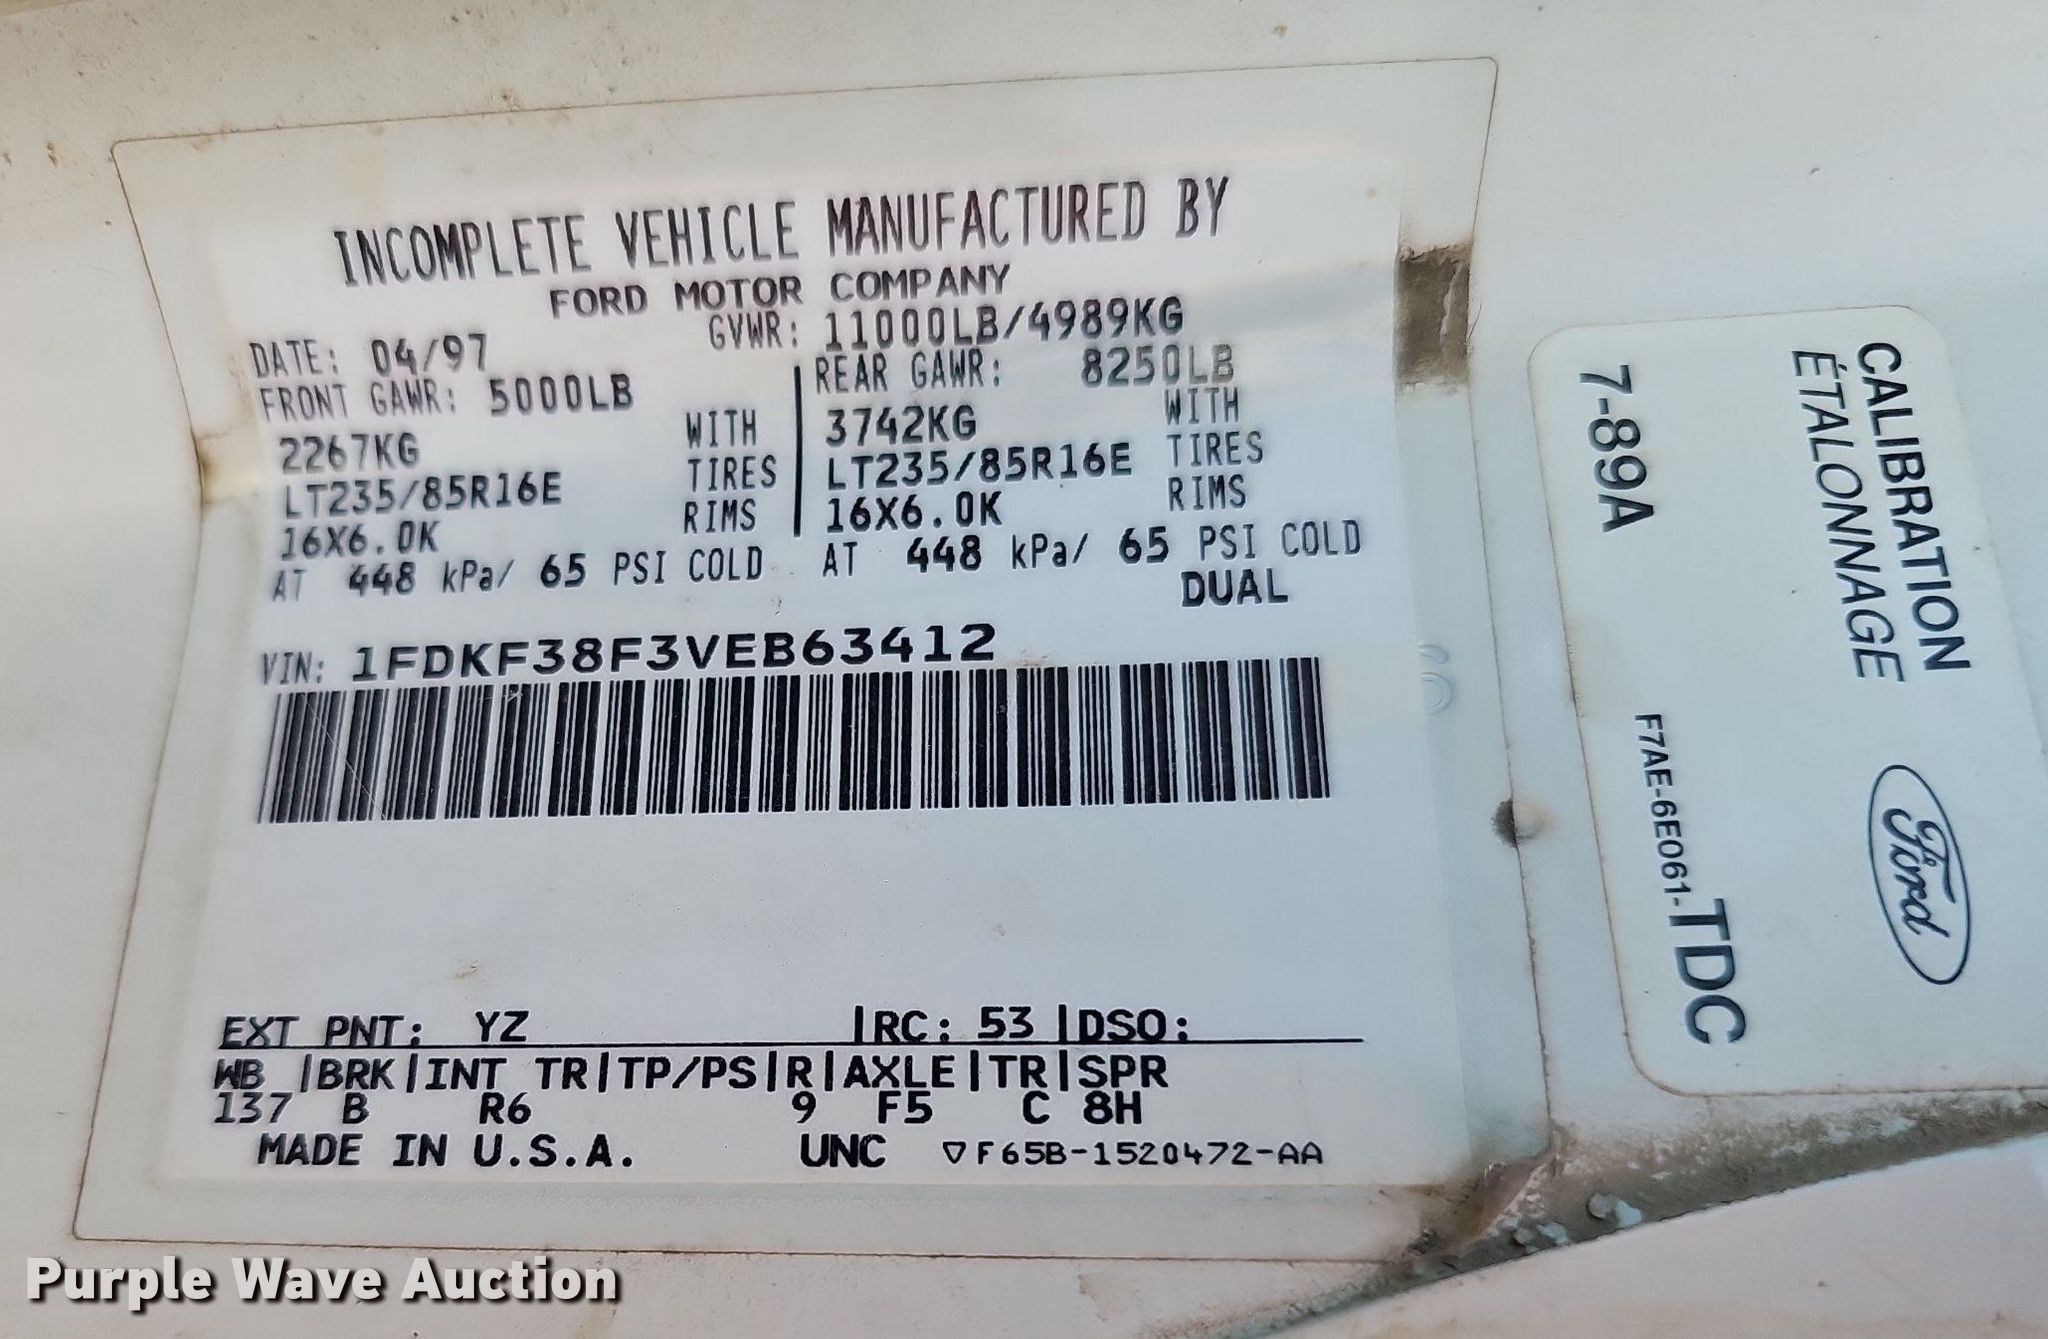 INCOMPLETE VEHICLE MANUFACTURED BY
FORD MOTOR COMPANY
DATE: 04/97 GVWR: 11000LB/4989KG
FRONT GAWR: 5000LB REAR GAWR: 8250LB
2267KG WITH 3742KG WITH
LT235/85R16E TIRES LT235/85R16E TIRES
16X6.0K RIMS 16X6.0K RIMS
AT 448 kPa/ 65 PSI COLD AT 448 kPa/ 65 PSI COLD
DUAL
VIN: 1FDKF38F3VEB63412
EXT PNT: YZ |RC: 53 |DSO:
WB |BRK|INT TR|TP/PS|R|AXLE|TR|SPR
137 B R6 9 F5 C 8H
MADE IN U.S.A. UNC ▽F65B-1520472-AA
CALIBRATION
ÉTALONNAGE
7-89A
Ford
F7AE-6E061-TDC
Purple Wave Auction